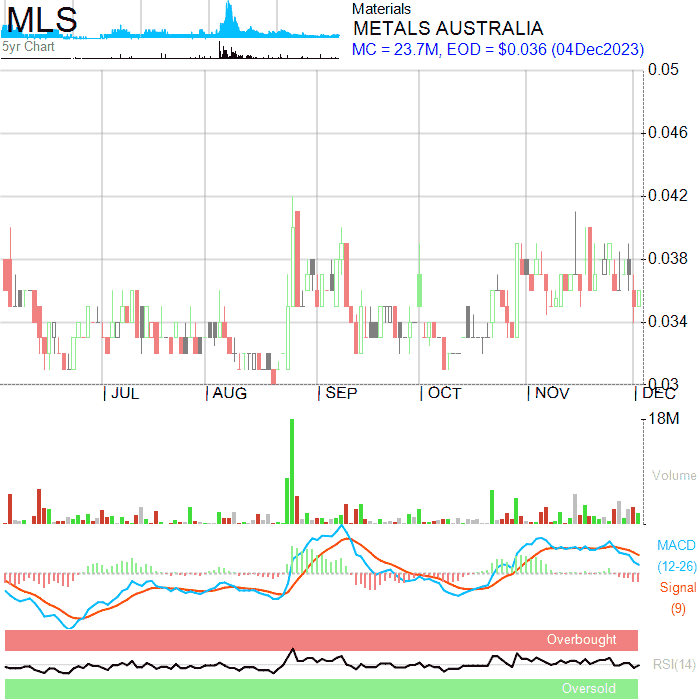 MLS
5yr Chart
Materials
METALS AUSTRALIA
MC = 23.7M, EOD = $0.036 (04Dec2023)
0.05
0.046
0.042
0.038
0.034
0.03
JUL AUG SEP OCT NOV DEC
18M
Volume
MACD
(12-26)
Signal
(9)
Overbought
RSI(14)
Oversold